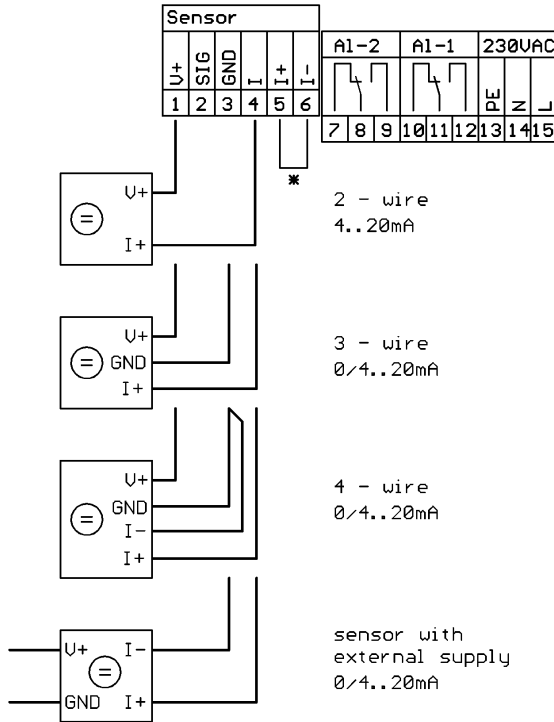 Sensor
V+ SIG GND I I+ I-
1 2 3 4 5 6
Al-2 Al-1 230VAC
PE N L
7 8 9 10 11 12 13 14 15
*
V+
I+
=
2 - wire
4..20mA
V+
GND
I+
=
3 - wire
0/4..20mA
V+
GND
I-
I+
=
4 - wire
0/4..20mA
V+ I-
=
GND I+
sensor with
external supply
0/4..20mA